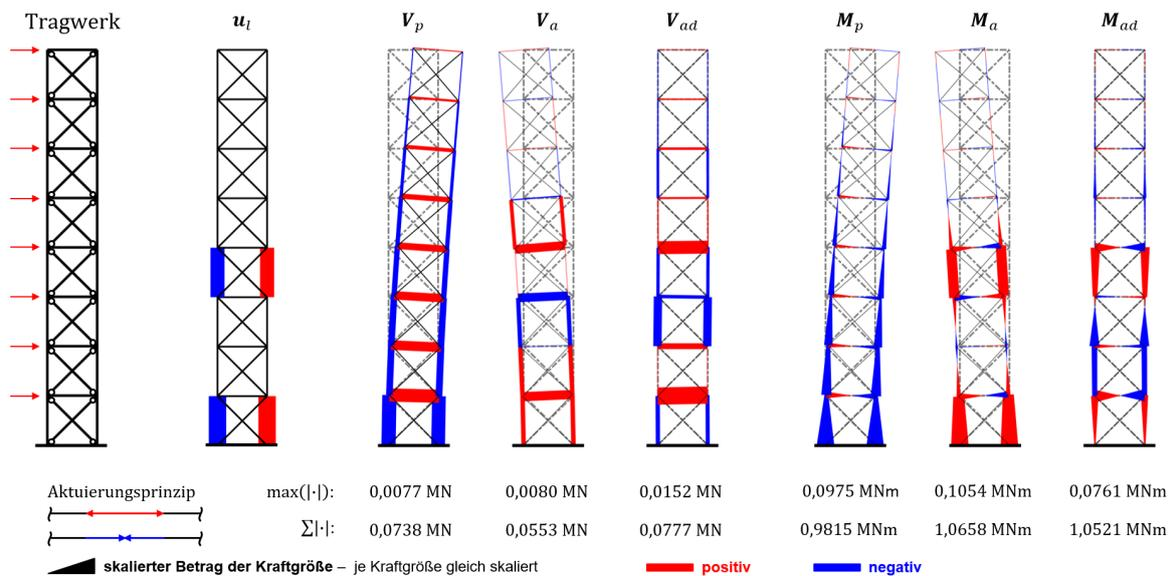 Tragwerk u_l V_p V_a V_ad M_p M_a M_ad
Aktuierungsprinzip max(|·|): 0,0077 MN 0,0080 MN 0,0152 MN 0,0975 MNm 0,1054 MNm 0,0761 MNm
∑|·|: 0,0738 MN 0,0553 MN 0,0777 MN 0,9815 MNm 1,0658 MNm 1,0521 MNm
skalierter Betrag der Kraftgröße – je Kraftgröße gleich skaliert positiv negativ